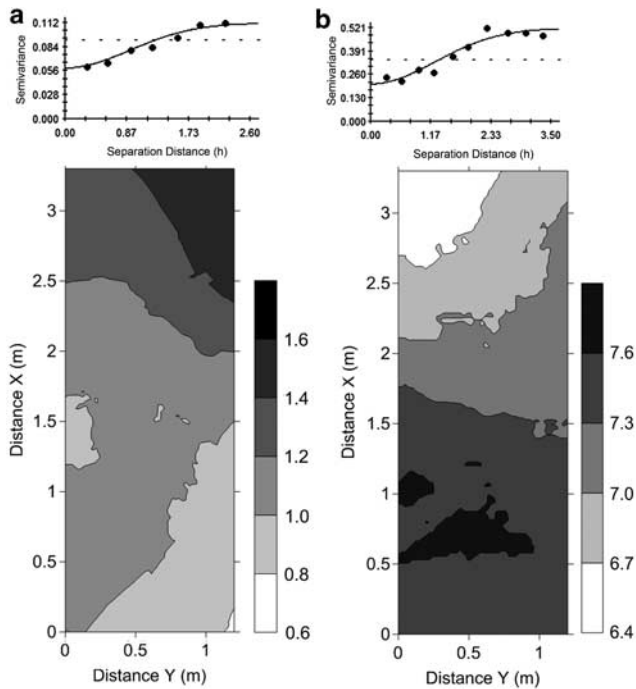 a
Semivariance
0.112
0.084
0.056
0.028
0.000
0.00 0.87 1.73 2.60
Separation Distance (h)
Distance X (m)
3
2.5
2
1.5
1
0.5
0
0 0.5 1
Distance Y (m)
1.6
1.4
1.2
1.0
0.8
0.6
b
Semivariance
0.521
0.391
0.260
0.130
0.00
0.00 1.17 2.33 3.50
Separation Distance (h)
Distance X (m)
3
2.5
2
1.5
1
0.5
0
0 0.5 1
Distance Y (m)
7.6
7.3
7.0
6.7
6.4